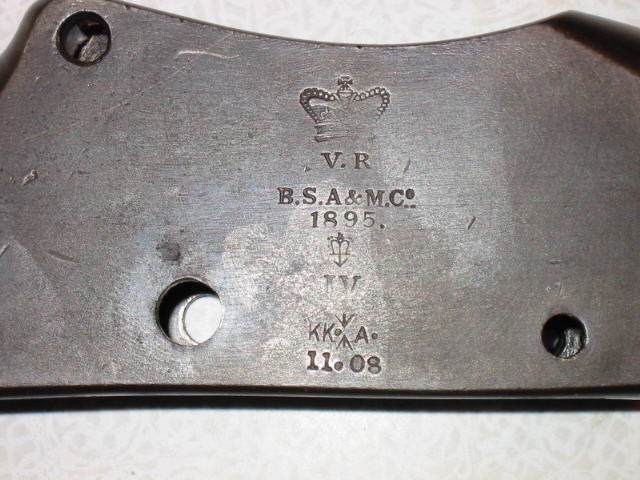 V.R
B.S.A&M.Cº.
1895.
IV
KK. A.
11.08